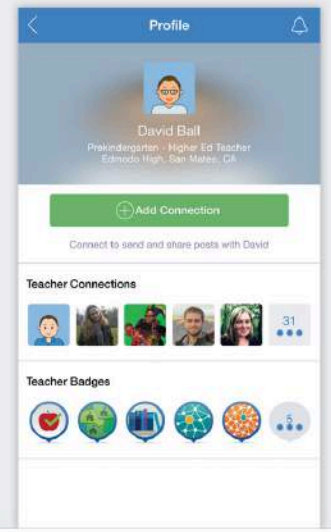 Profile
David Ball
Prekindergarten - Higher Ed Teacher
Edmodo High, San Mateo, CA
Add Connection
Connect to send and share posts with David
Teacher Connections
31
Teacher Badges
5